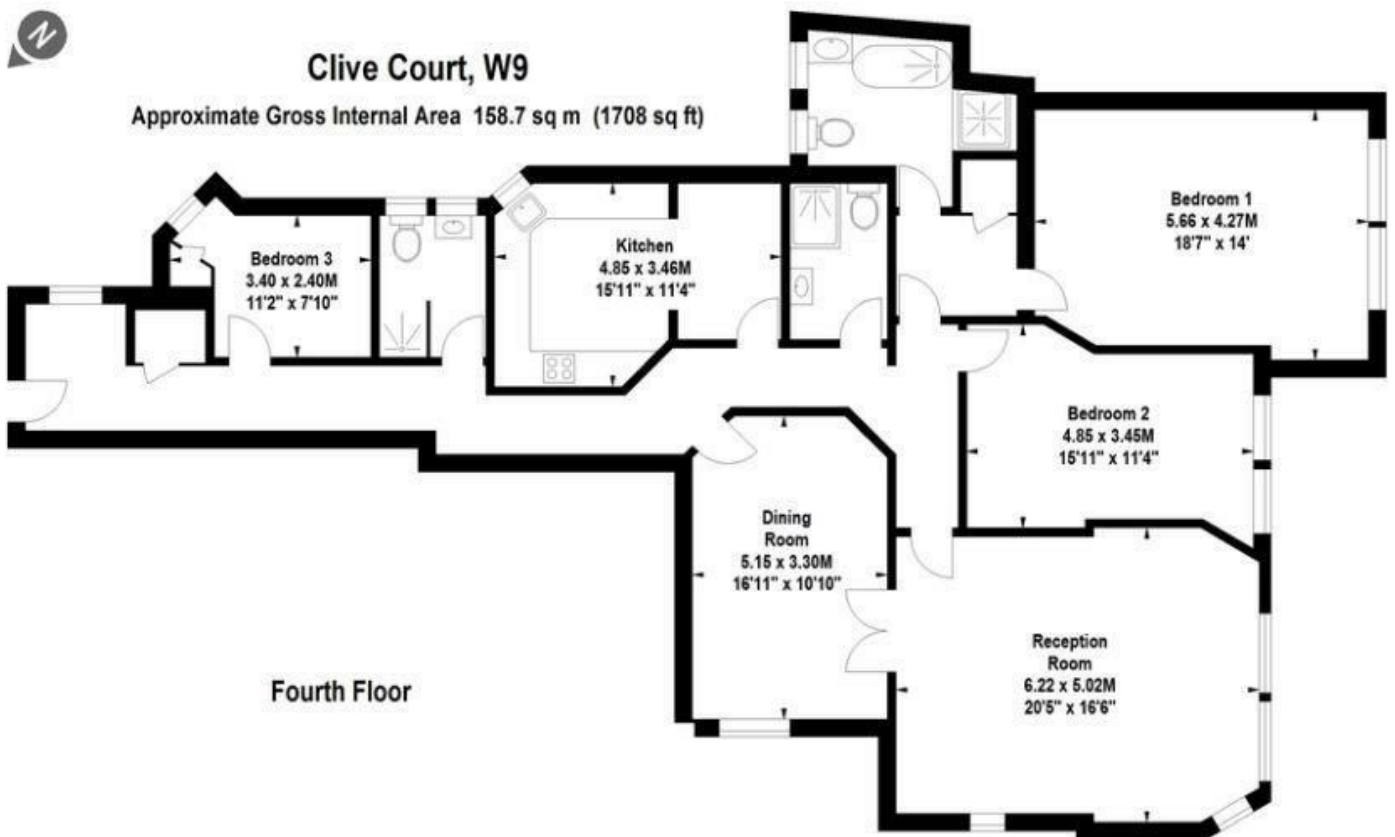 N
Clive Court, W9
Approximate Gross Internal Area 158.7 sq m (1708 sq ft)
Bedroom 1
5.66 x 4.27M
18'7" x 14'
Bedroom 3
3.40 x 2.40M
11'2" x 7'10"
Kitchen
4.85 x 3.46M
15'11" x 11'4"
Bedroom 2
4.85 x 3.45M
15'11" x 11'4"
Dining
Room
5.15 x 3.30M
16'11" x 10'10"
Reception
Room
6.22 x 5.02M
20'5" x 16'6"
Fourth Floor